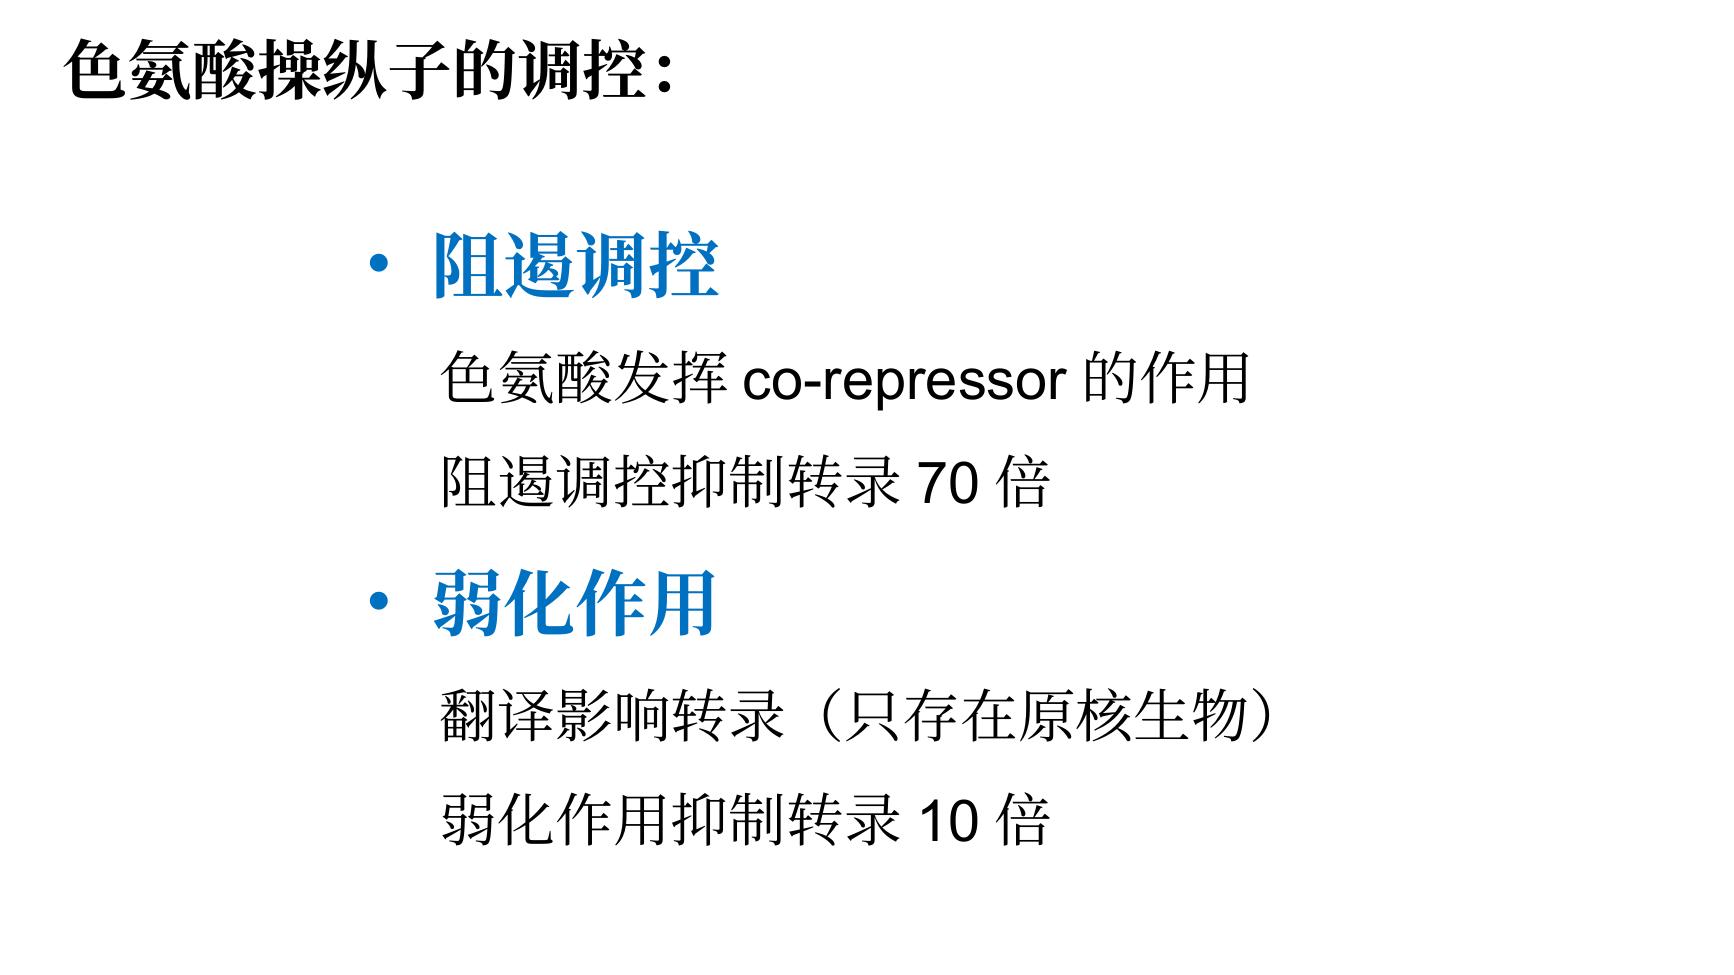 色氨酸操纵子的调控：
• 阻遏调控
色氨酸发挥 co-repressor 的作用
阻遏调控抑制转录 70 倍
• 弱化作用
翻译影响转录（只存在原核生物）
弱化作用抑制转录 10 倍